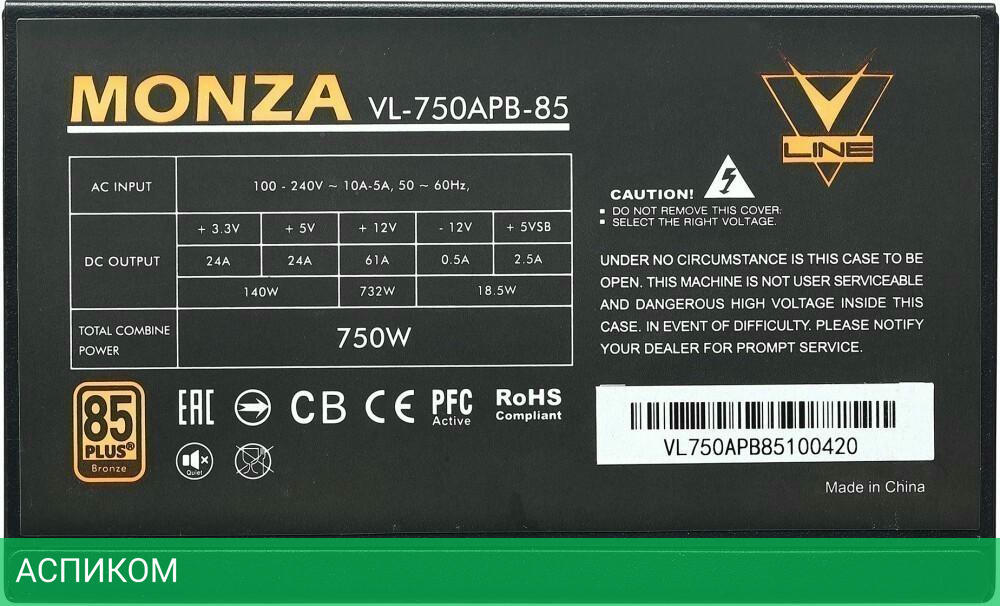 MONZA VL-750APB-85
LINE
AC INPUT 100 - 240V ~ 10A-5A, 50 ~ 60Hz,
DC OUTPUT + 3.3V + 5V + 12V - 12V + 5VSB
24A 24A 61A 0.5A 2.5A
140W 732W 18.5W
TOTAL COMBINE
POWER
750W
CAUTION!
DO NOT REMOVE THIS COVER.
SELECT THE RIGHT VOLTAGE.
UNDER NO CIRCUMSTANCE IS THIS CASE TO BE
OPEN. THIS MACHINE IS NOT USER SERVICEABLE
AND DANGEROUS HIGH VOLTAGE INSIDE THIS
CASE. IN EVENT OF DIFFICULTY. PLEASE NOTIFY
YOUR DEALER FOR PROMPT SERVICE.
85
PLUS®
Bronze
EAC
CB CE
PFC
Active
RoHS
Compliant
Quiet
VL750APB85100420
Made in China
АСПИКОМ